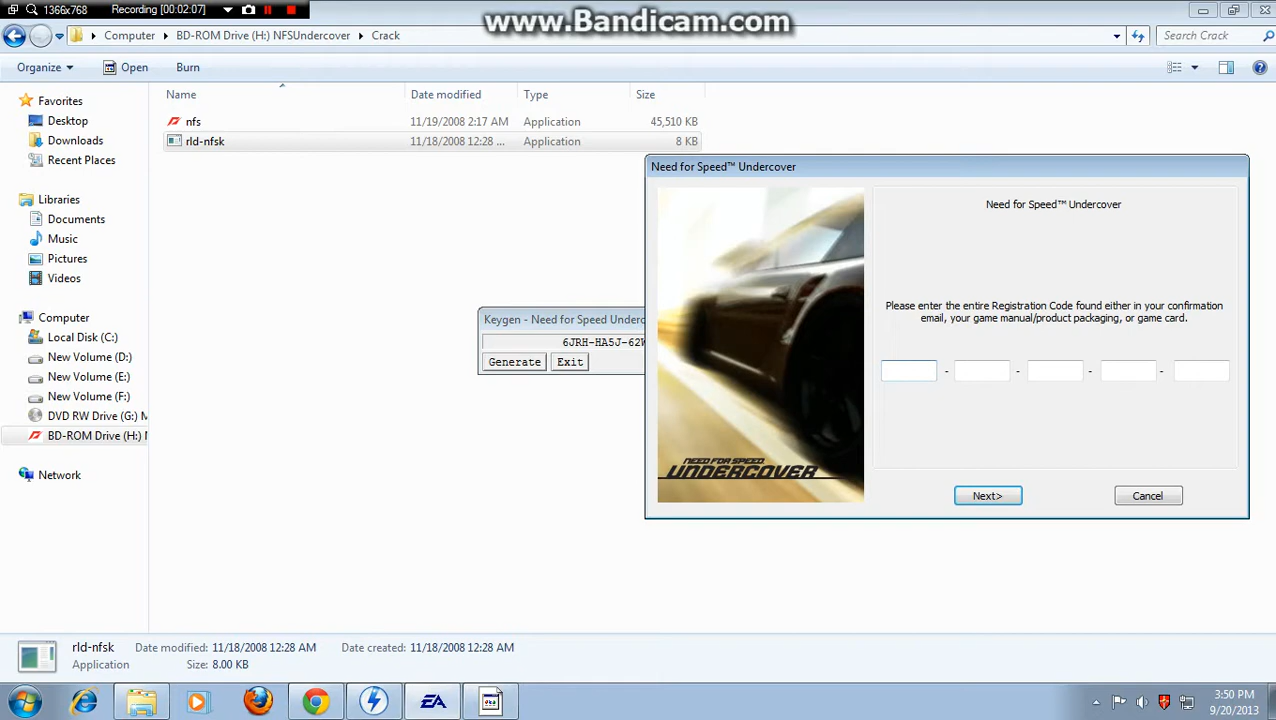 1366x768 Recording [00:02:07]
www.Bandicam.com
Computer BD-ROM Drive (H:) NFSUndercover Crack
Search Crack
Organize Open Burn
Name Date modified Type Size
nfs 11/19/2008 2:17 AM Application 45,510 KB
rld-nfsk 11/18/2008 12:28 ... Application 8 KB
Favorites
Desktop
Downloads
Recent Places
Libraries
Documents
Music
Pictures
Videos
Computer
Local Disk (C:)
New Volume (D:)
New Volume (E:)
New Volume (F:)
DVD RW Drive (G:) M
BD-ROM Drive (H:) N
Network
Keygen - Need for Speed Underc
6JRH-HA5J-62W
Generate Exit
Need for Speed™ Undercover
Need for Speed™ Undercover
Please enter the entire Registration Code found either in your confirmation
email, your game manual/product packaging, or game card.
- - - -
NEED FOR SPEED
UNDERCOVER
Next> Cancel
rld-nfsk Date modified: 11/18/2008 12:28 AM Date created: 11/18/2008 12:28 AM
Application Size: 8.00 KB
EA
3:50 PM
9/20/2013